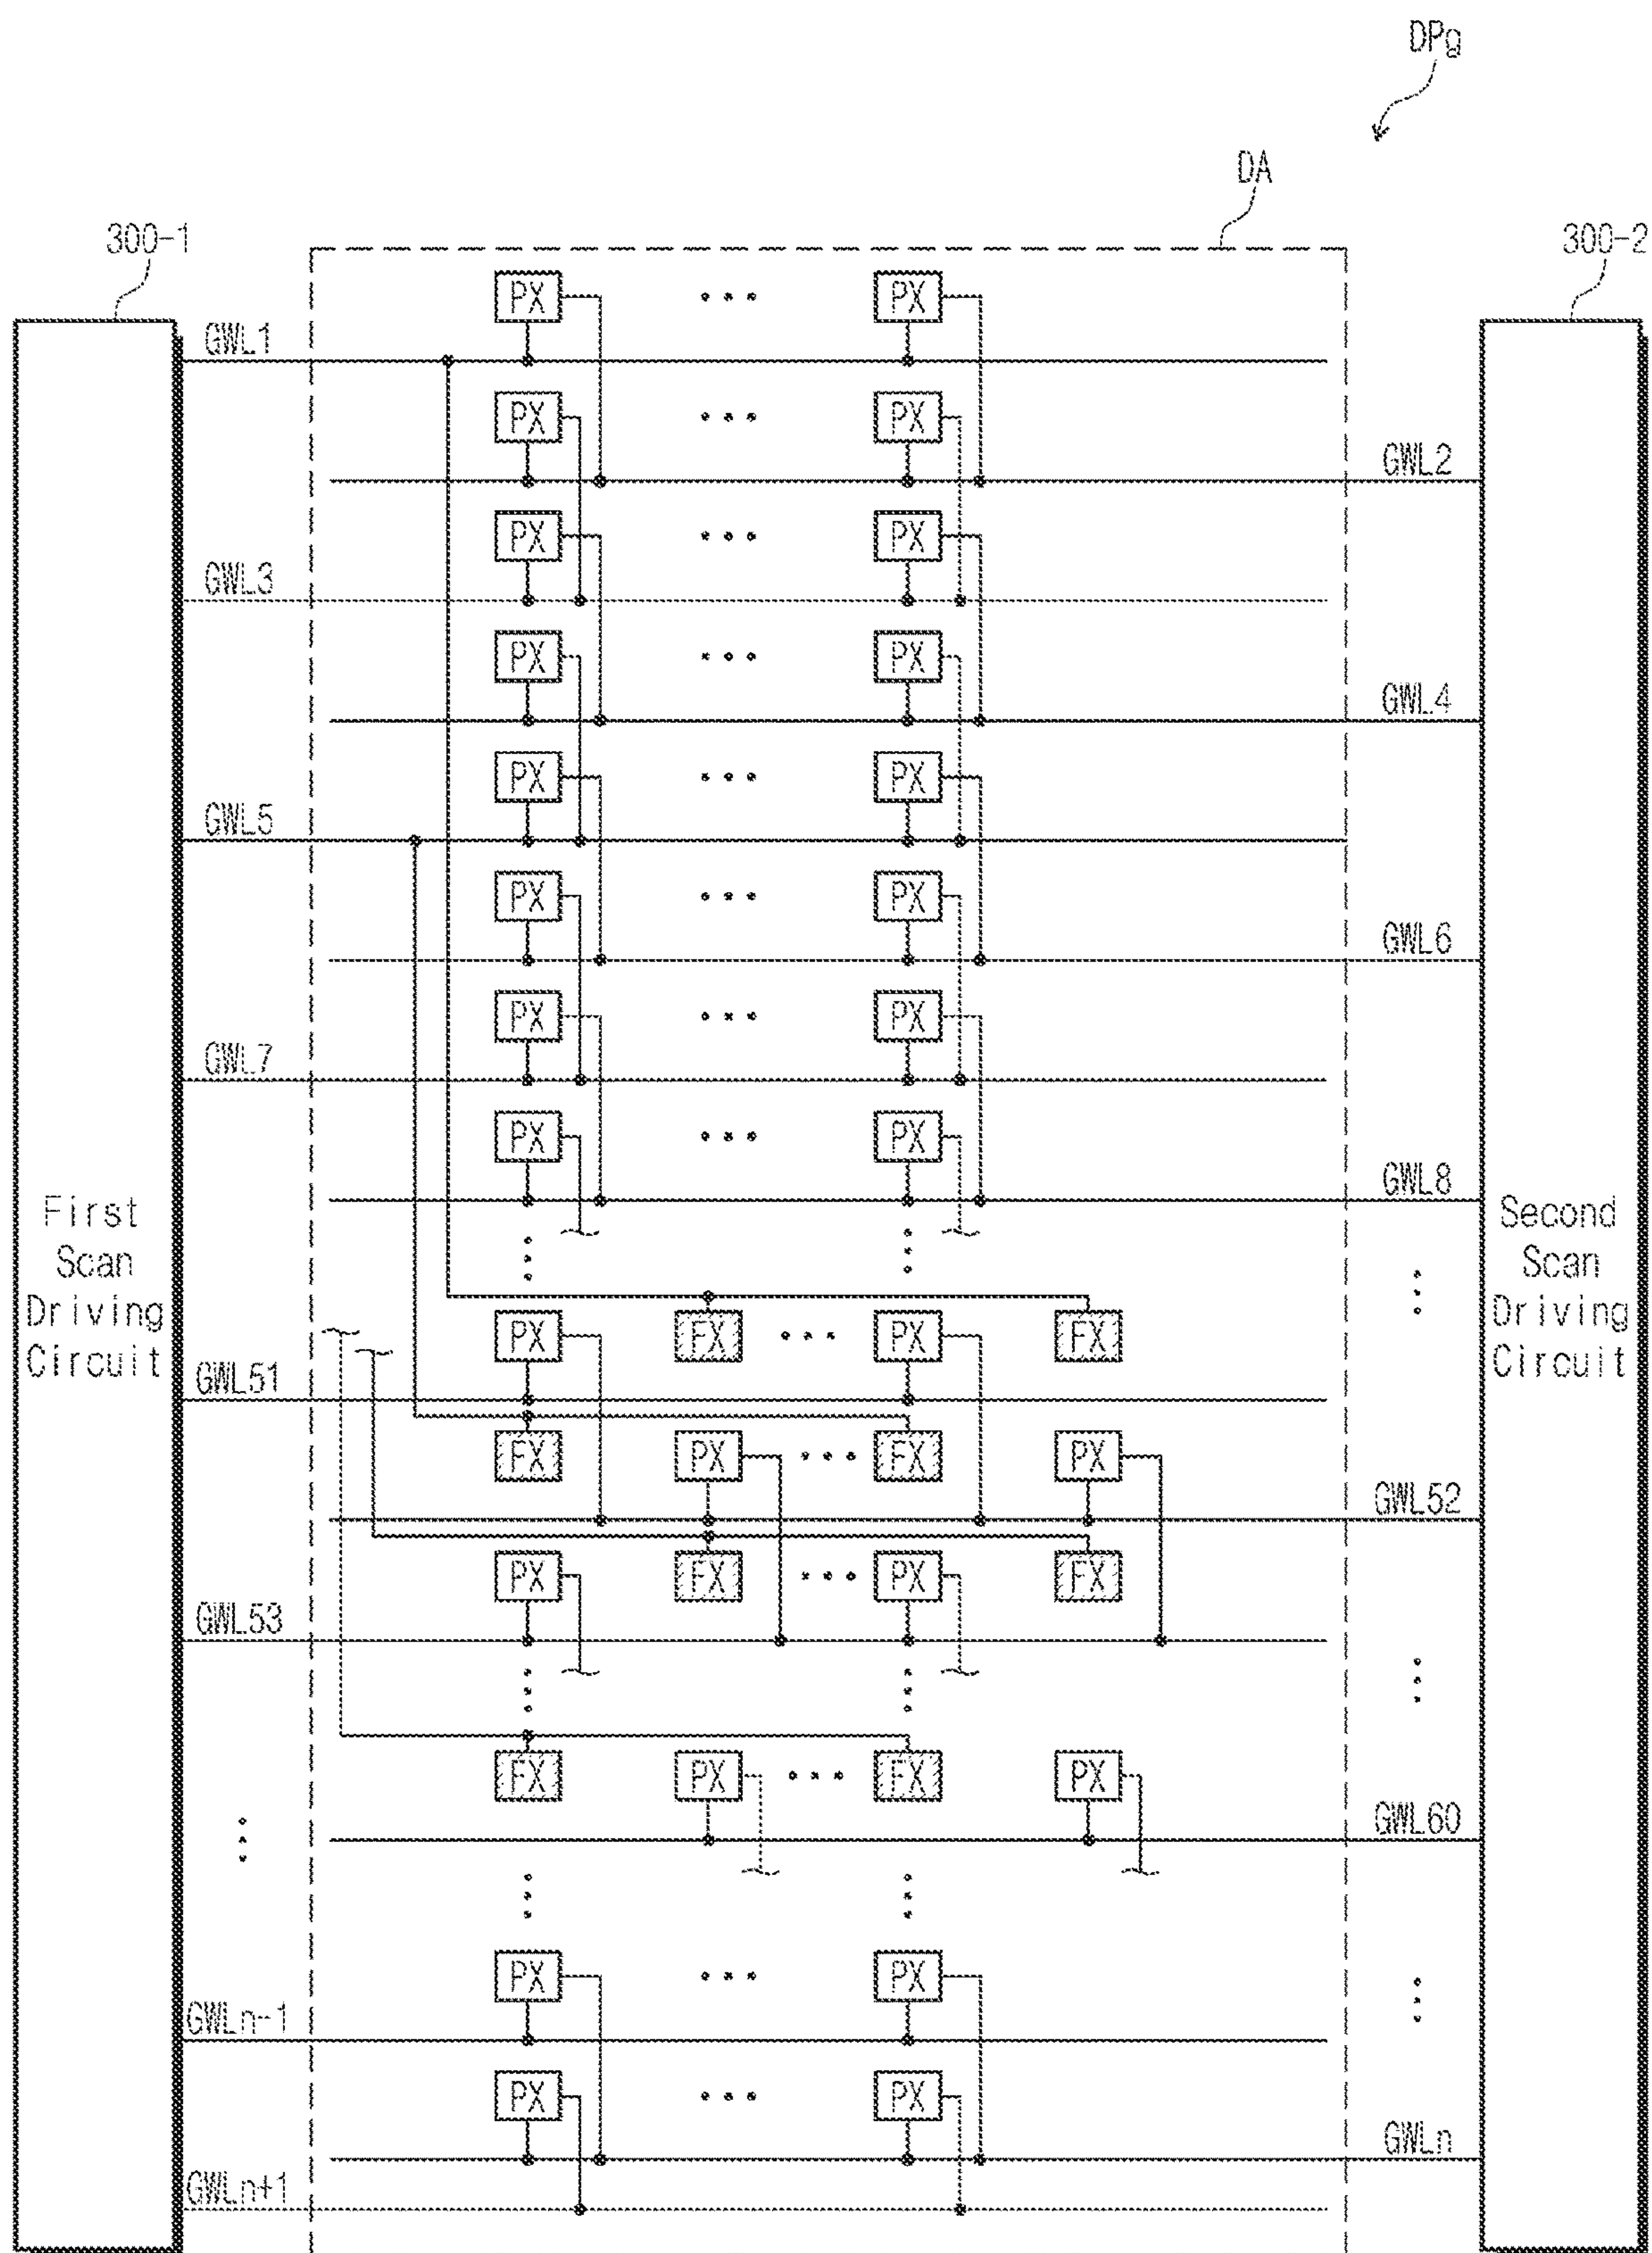 DPg
DA
300-1
300-2
PX ••• PX
GWL1
PX ••• PX
GWL2
PX ••• PX
GWL3
PX ••• PX
GWL4
PX ••• PX
GWL5
PX ••• PX
GWL6
PX ••• PX
GWL7
PX ••• PX
GWL8
First
Scan
Driving
Circuit
Second
Scan
Driving
Circuit
PX FX ••• PX FX
GWL51
FX PX ••• FX PX
GWL52
PX FX ••• PX FX
GWL53
FX PX ••• FX PX
GWL60
PX ••• PX
GWLn-1
PX ••• PX
GWLn
GWLn+1